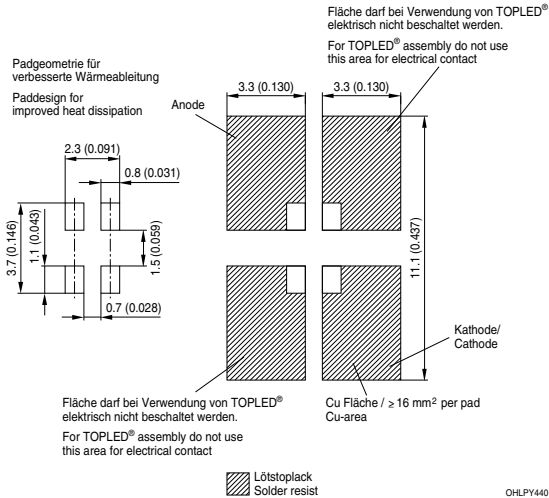 Fläche darf bei Verwendung von TOPLED®
elektrisch nicht beschaltet werden.
For TOPLED® assembly do not use
this area for electrical contact
Padgeometrie für
verbesserte Wärmeableitung
Paddesign for
improved heat dissipation
Anode
3.3 (0.130)
3.3 (0.130)
2.3 (0.091)
0.8 (0.031)
3.7 (0.146)
1.1 (0.043)
1.5 (0.059)
0.7 (0.028)
11.1 (0.437)
Kathode/
Cathode
Fläche darf bei Verwendung von TOPLED®
elektrisch nicht beschaltet werden.
For TOPLED® assembly do not use
this area for electrical contact
Cu Fläche / ≥ 16 mm² per pad
Cu-area
Lötstoplack
Solder resist
OHLPY440